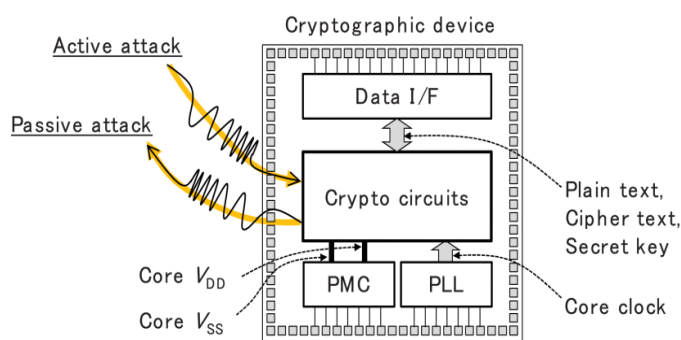 Cryptographic device
Active attack
Data I/F
Passive attack
Crypto circuits
Plain text,
Cipher text,
Secret key
Core VDD
PMC
PLL
Core clock
Core VSS